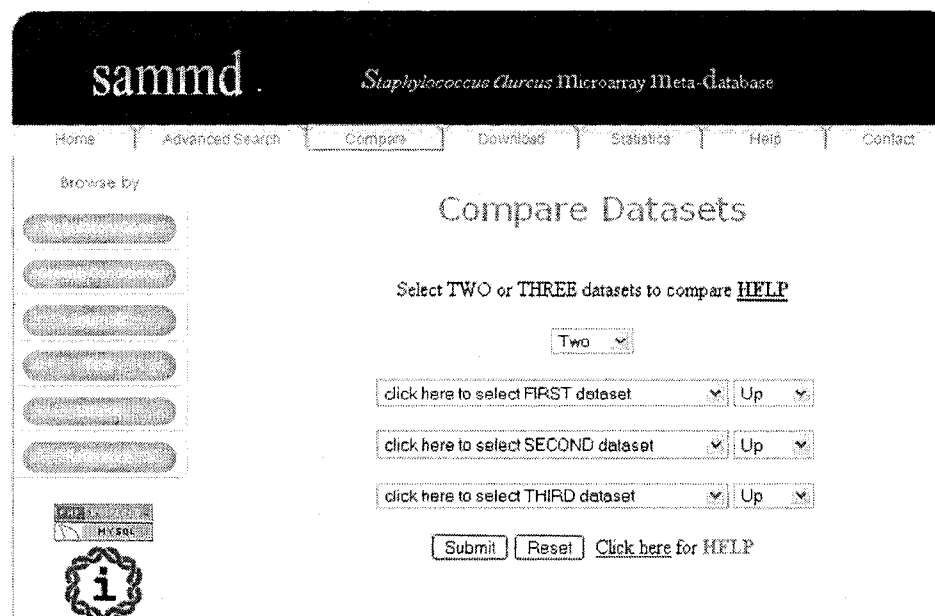 sammd.
Staphylococcus Aureus Microarray Meta-database
Home Advanced Search Compare Download Statistics Help Contact
Browse by
Compare Datasets
Select TWO or THREE datasets to compare HELP
Two
click here to select FIRST dataset Up
click here to select SECOND dataset Up
click here to select THIRD dataset Up
MYSQL
Submit Reset Click here for HELP
i